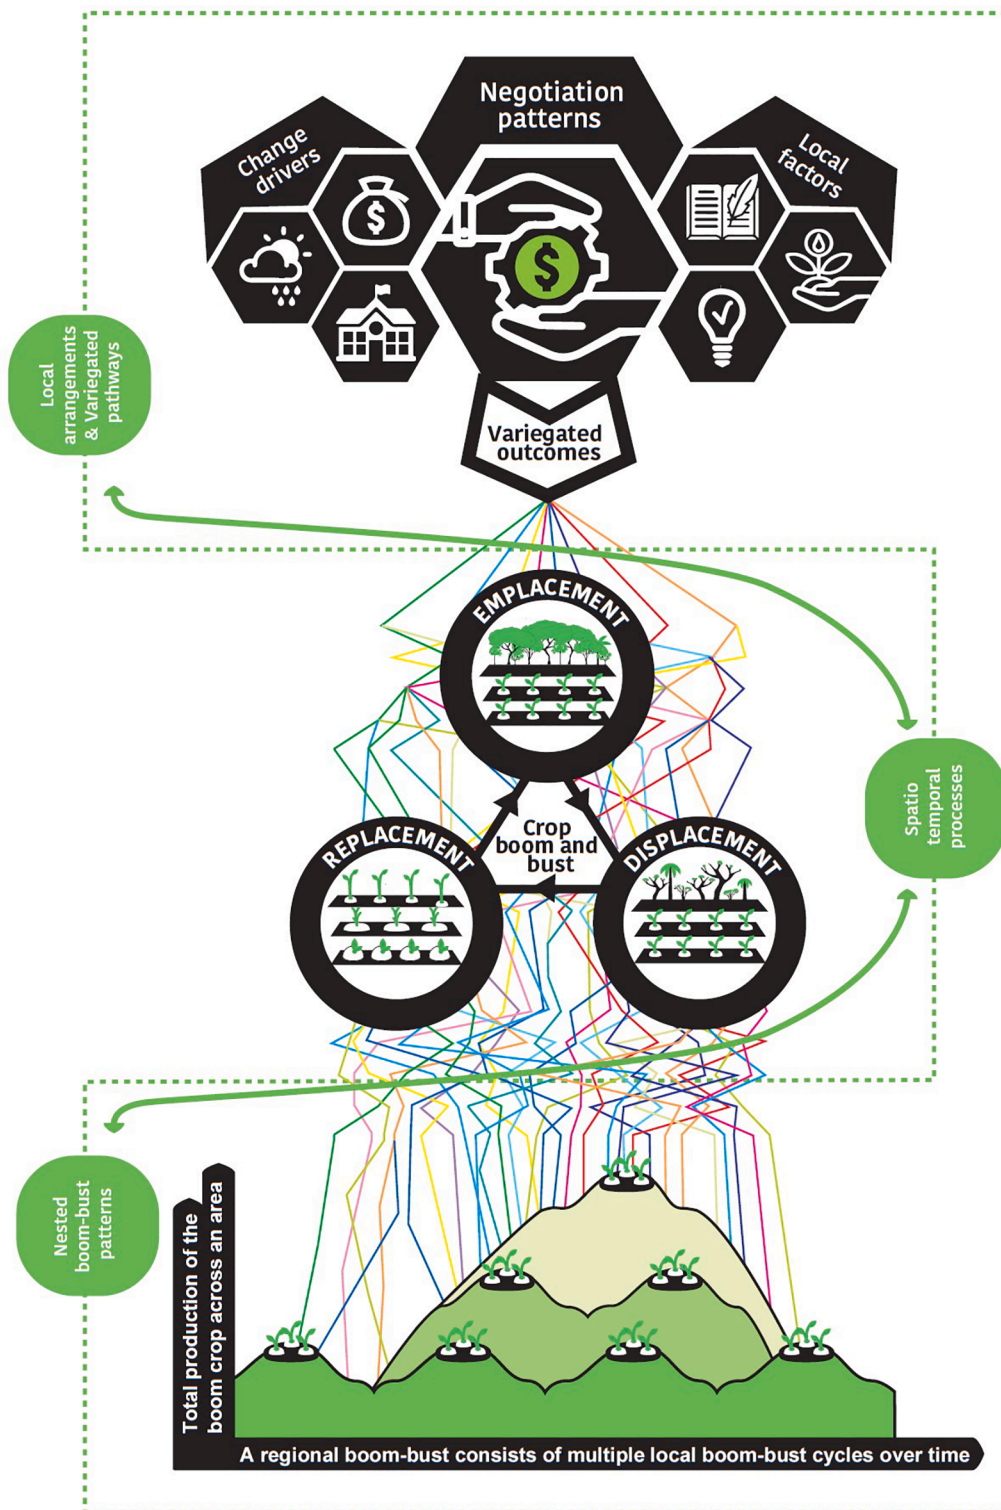 Negotiation
patterns
Change
drivers
Local
factors
$
$
Local
arrangements
& Variegated
pathways
Variegated
outcomes
EMPLACEMENT
Crop
boom and
bust
REPLACEMENT
DISPLACEMENT
Spatio
temporal
processes
Nested
boom-bust
patterns
Total production of the
boom crop across an area
A regional boom-bust consists of multiple local boom-bust cycles over time